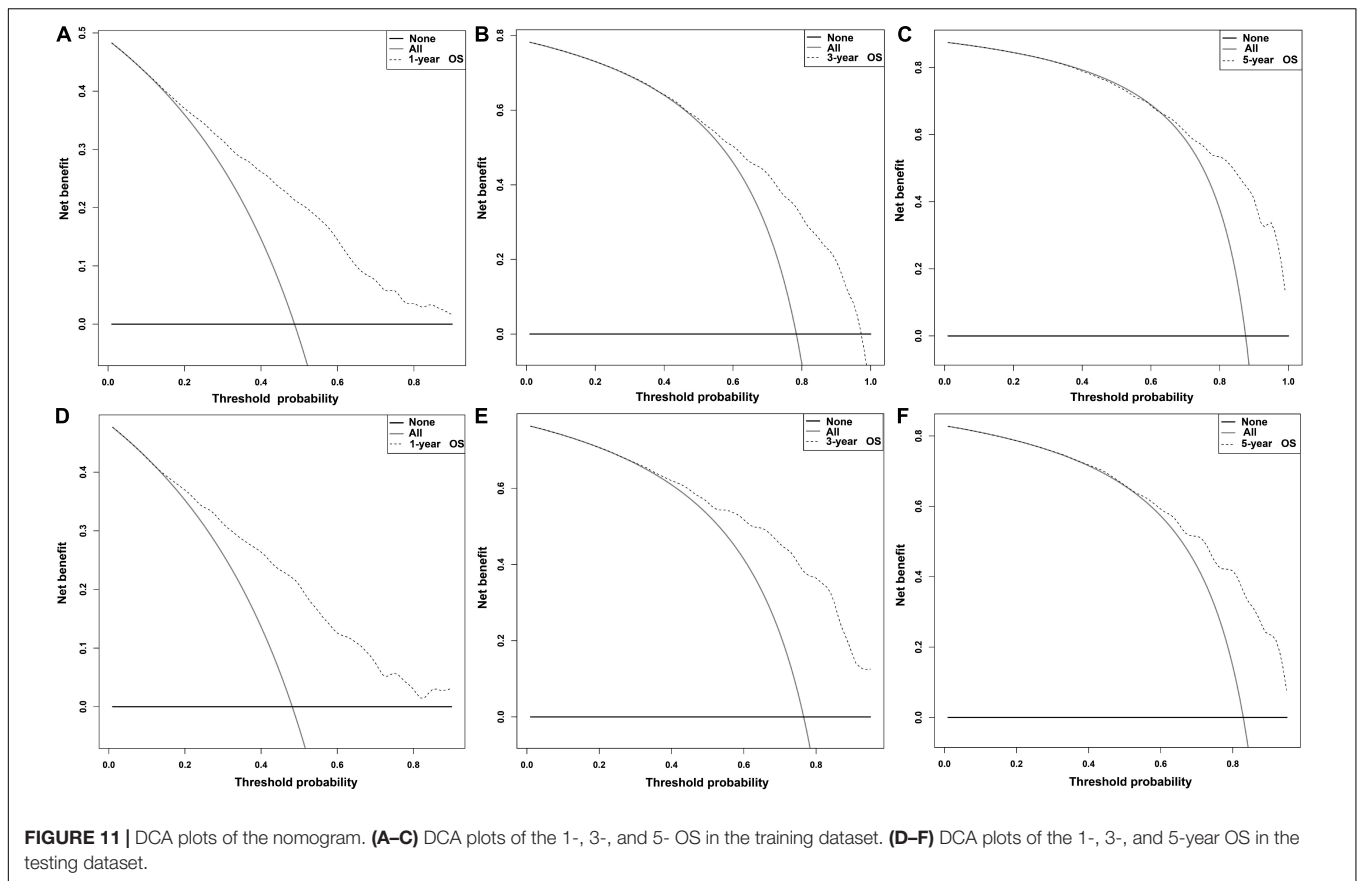 A
0.5
0.4
0.3
0.2
0.1
0.0
Net benefit
0.0 0.2 0.4 0.6 0.8
Threshold probability
None
All
1-year OS
B
0.8
0.6
0.4
0.2
0.0
Net benefit
0.0 0.2 0.4 0.6 0.8 1.0
Threshold probability
None
All
3-year OS
C
0.8
0.6
0.4
0.2
0.0
Net benefit
0.0 0.2 0.4 0.6 0.8 1.0
Threshold probability
None
All
5-year OS
D
0.4
0.3
0.2
0.1
0.0
Net benefit
0.0 0.2 0.4 0.6 0.8
Threshold probability
None
All
1-year OS
E
0.6
0.4
0.2
0.0
Net benefit
0.0 0.2 0.4 0.6 0.8
Threshold probability
None
All
3-year OS
F
0.8
0.6
0.4
0.2
0.0
Net benefit
0.0 0.2 0.4 0.6 0.8
Threshold probability
None
All
5-year OS
FIGURE 11 | DCA plots of the nomogram. (A–C) DCA plots of the 1-, 3-, and 5- OS in the training dataset. (D–F) DCA plots of the 1-, 3-, and 5-year OS in the
testing dataset.